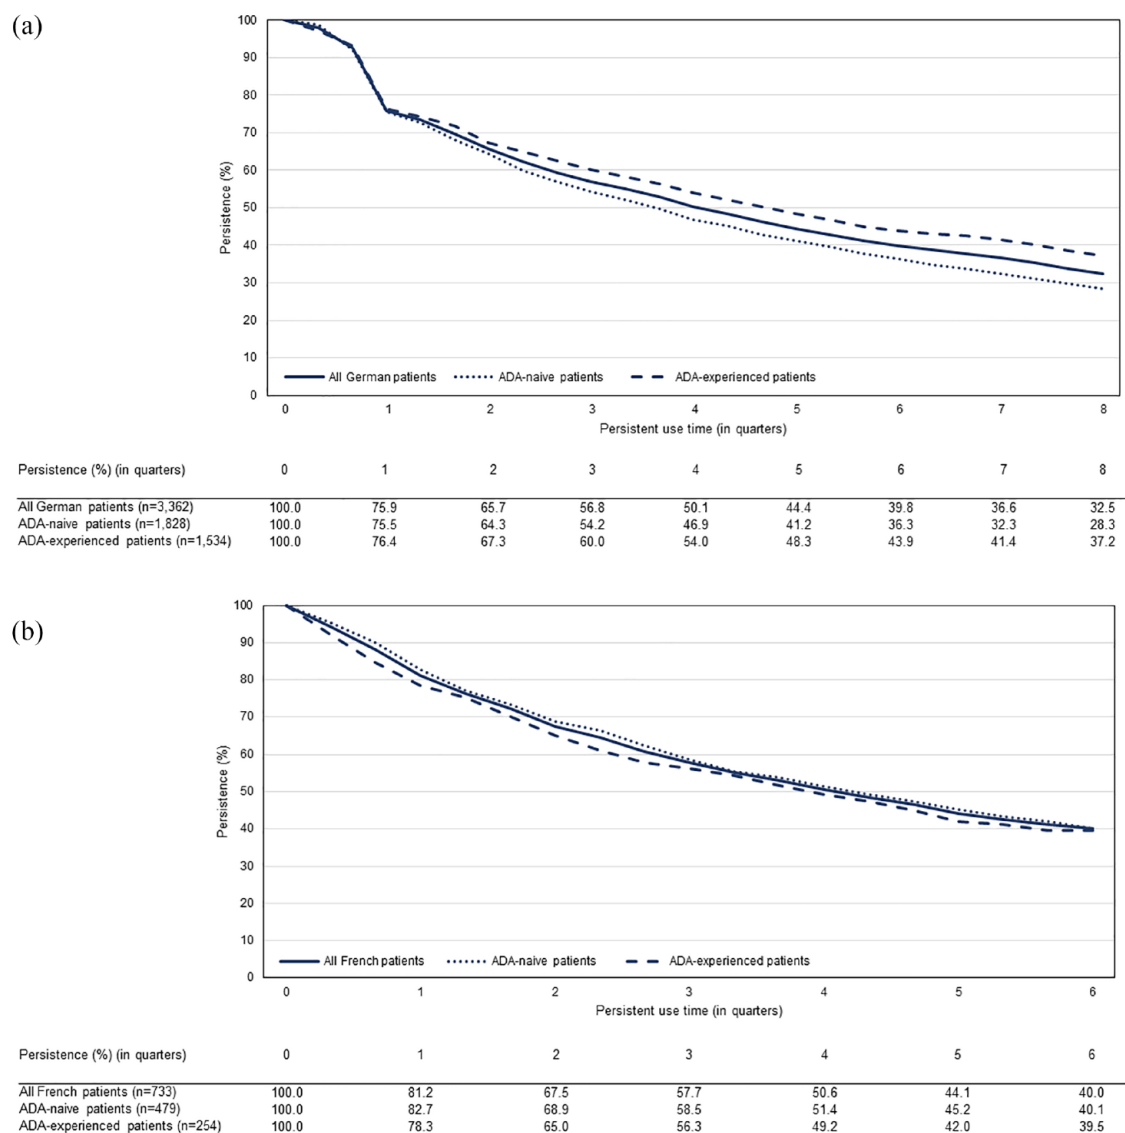 (a)
100
90
80
70
60
50
40
30
20
10
0
Persistence (%)
All German patients ADA-naive patients ADA-experienced patients
0 1 2 3 4 5 6 7 8
Persistent use time (in quarters)
Persistence (%) (in quarters) 0 1 2 3 4 5 6 7 8
All German patients (n=3,362) 100.0 75.9 65.7 56.8 50.1 44.4 39.8 36.6 32.5
ADA-naive patients (n=1,828) 100.0 75.5 64.3 54.2 46.9 41.2 36.3 32.3 28.3
ADA-experienced patients (n=1,534) 100.0 76.4 67.3 60.0 54.0 48.3 43.9 41.4 37.2
(b)
100
90
80
70
60
50
40
30
20
10
0
Persistence (%)
All French patients ADA-naive patients ADA-experienced patients
0 1 2 3 4 5 6
Persistent use time (in quarters)
Persistence (%) (in quarters) 0 1 2 3 4 5 6
All French patients (n=733) 100.0 81.2 67.5 57.7 50.6 44.1 40.0
ADA-naive patients (n=479) 100.0 82.7 68.9 58.5 51.4 45.2 40.1
ADA-experienced patients (n=254) 100.0 78.3 65.0 56.3 49.2 42.0 39.5